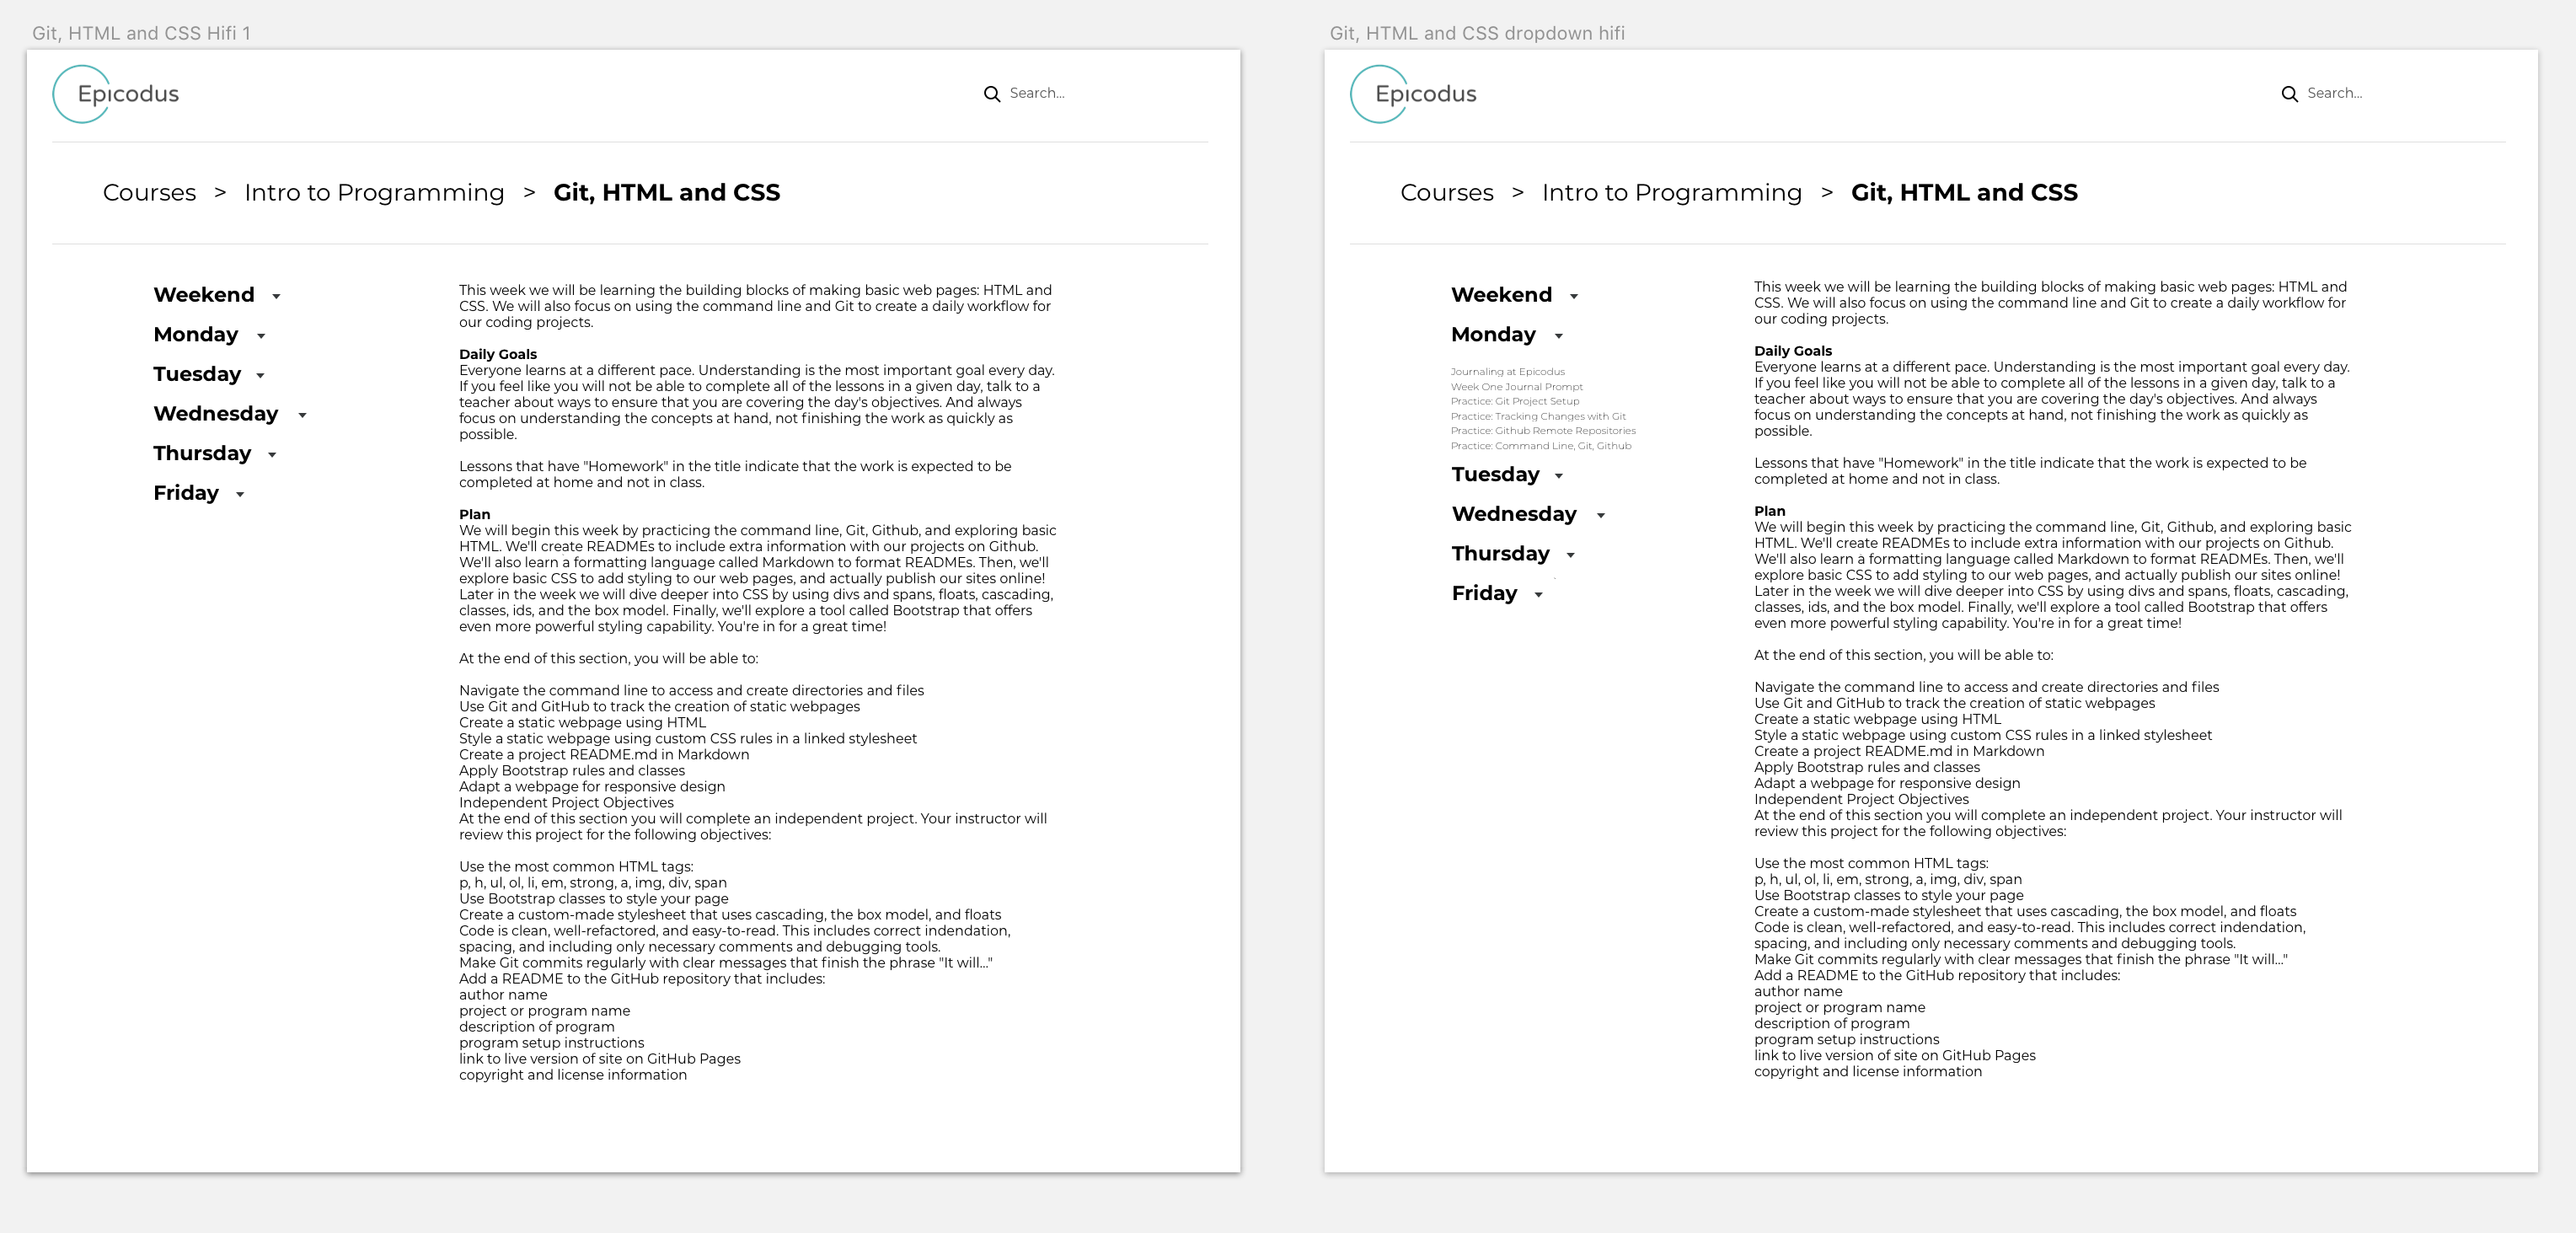 Git, HTML and CSS Hifi 1
Epicodus
Search...
Courses > Intro to Programming > Git, HTML and CSS
Weekend
Monday
Tuesday
Wednesday
Thursday
Friday
This week we will be learning the building blocks of making basic web pages: HTML and
CSS. We will also focus on using the command line and Git to create a daily workflow for
our coding projects.
Daily Goals
Everyone learns at a different pace. Understanding is the most important goal every day.
If you feel like you will not be able to complete all of the lessons in a given day, talk to a
teacher about ways to ensure that you are covering the day's objectives. And always
focus on understanding the concepts at hand, not finishing the work as quickly as
possible.
Lessons that have "Homework" in the title indicate that the work is expected to be
completed at home and not in class.
Plan
We will begin this week by practicing the command line, Git, Github, and exploring basic
HTML. We'll create READMEs to include extra information with our projects on Github.
We'll also learn a formatting language called Markdown to format READMEs. Then, we'll
explore basic CSS to add styling to our web pages, and actually publish our sites online!
Later in the week we will dive deeper into CSS by using divs and spans, floats, cascading,
classes, ids, and the box model. Finally, we'll explore a tool called Bootstrap that offers
even more powerful styling capability. You're in for a great time!
At the end of this section, you will be able to:
Navigate the command line to access and create directories and files
Use Git and GitHub to track the creation of static webpages
Create a static webpage using HTML
Style a static webpage using custom CSS rules in a linked stylesheet
Create a project README.md in Markdown
Apply Bootstrap rules and classes
Adapt a webpage for responsive design
Independent Project Objectives
At the end of this section you will complete an independent project. Your instructor will
review this project for the following objectives:
Use the most common HTML tags:
p, h, ul, ol, li, em, strong, a, img, div, span
Use Bootstrap classes to style your page
Create a custom-made stylesheet that uses cascading, the box model, and floats
Code is clean, well-refactored, and easy-to-read. This includes correct indendation,
spacing, and including only necessary comments and debugging tools.
Make Git commits regularly with clear messages that finish the phrase "It will..."
Add a README to the GitHub repository that includes:
author name
project or program name
description of program
program setup instructions
link to live version of site on GitHub Pages
copyright and license information
Git, HTML and CSS dropdown hifi
Epicodus
Search...
Courses > Intro to Programming > Git, HTML and CSS
Weekend
Monday
Journaling at Epicodus
Week One Journal Prompt
Practice: Git Project Setup
Practice: Tracking Changes with Git
Practice: Github Remote Repositories
Practice: Command Line, Git, Github
Tuesday
Wednesday
Thursday
Friday
This week we will be learning the building blocks of making basic web pages: HTML and
CSS. We will also focus on using the command line and Git to create a daily workflow for
our coding projects.
Daily Goals
Everyone learns at a different pace. Understanding is the most important goal every day.
If you feel like you will not be able to complete all of the lessons in a given day, talk to a
teacher about ways to ensure that you are covering the day's objectives. And always
focus on understanding the concepts at hand, not finishing the work as quickly as
possible.
Lessons that have "Homework" in the title indicate that the work is expected to be
completed at home and not in class.
Plan
We will begin this week by practicing the command line, Git, Github, and exploring basic
HTML. We'll create READMEs to include extra information with our projects on Github.
We'll also learn a formatting language called Markdown to format READMEs. Then, we'll
explore basic CSS to add styling to our web pages, and actually publish our sites online!
Later in the week we will dive deeper into CSS by using divs and spans, floats, cascading,
classes, ids, and the box model. Finally, we'll explore a tool called Bootstrap that offers
even more powerful styling capability. You're in for a great time!
At the end of this section, you will be able to:
Navigate the command line to access and create directories and files
Use Git and GitHub to track the creation of static webpages
Create a static webpage using HTML
Style a static webpage using custom CSS rules in a linked stylesheet
Create a project README.md in Markdown
Apply Bootstrap rules and classes
Adapt a webpage for responsive design
Independent Project Objectives
At the end of this section you will complete an independent project. Your instructor will
review this project for the following objectives:
Use the most common HTML tags:
p, h, ul, ol, li, em, strong, a, img, div, span
Use Bootstrap classes to style your page
Create a custom-made stylesheet that uses cascading, the box model, and floats
Code is clean, well-refactored, and easy-to-read. This includes correct indendation,
spacing, and including only necessary comments and debugging tools.
Make Git commits regularly with clear messages that finish the phrase "It will..."
Add a README to the GitHub repository that includes:
author name
project or program name
description of program
program setup instructions
link to live version of site on GitHub Pages
copyright and license information